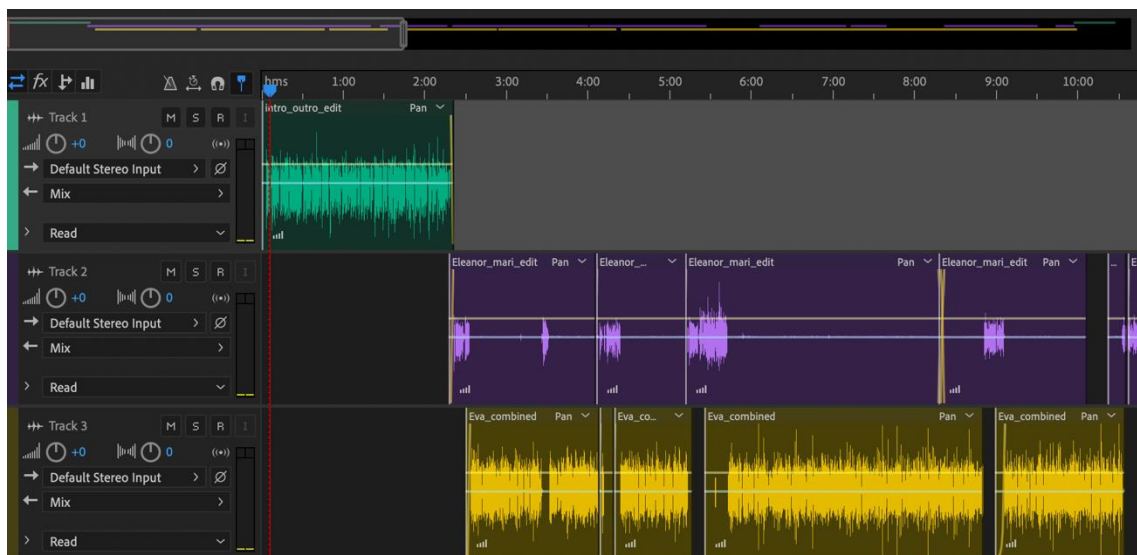 fx
hms 1:00 2:00 3:00 4:00 5:00 6:00 7:00 8:00 9:00 10:00
Track 1 M S R I
+0 0
Default Stereo Input
Mix
Read
intro_outro_edit Pan
Track 2 M S R I
+0 0
Default Stereo Input
Mix
Read
Eleanor_mari_edit Pan Eleanor_... Eleanor_mari_edit Pan Eleanor_mari_edit Pan ... E
Track 3 M S R I
+0 0
Default Stereo Input
Mix
Read
Eva_combined Pan Eva_co... Eva_combined Pan Eva_combined Pan